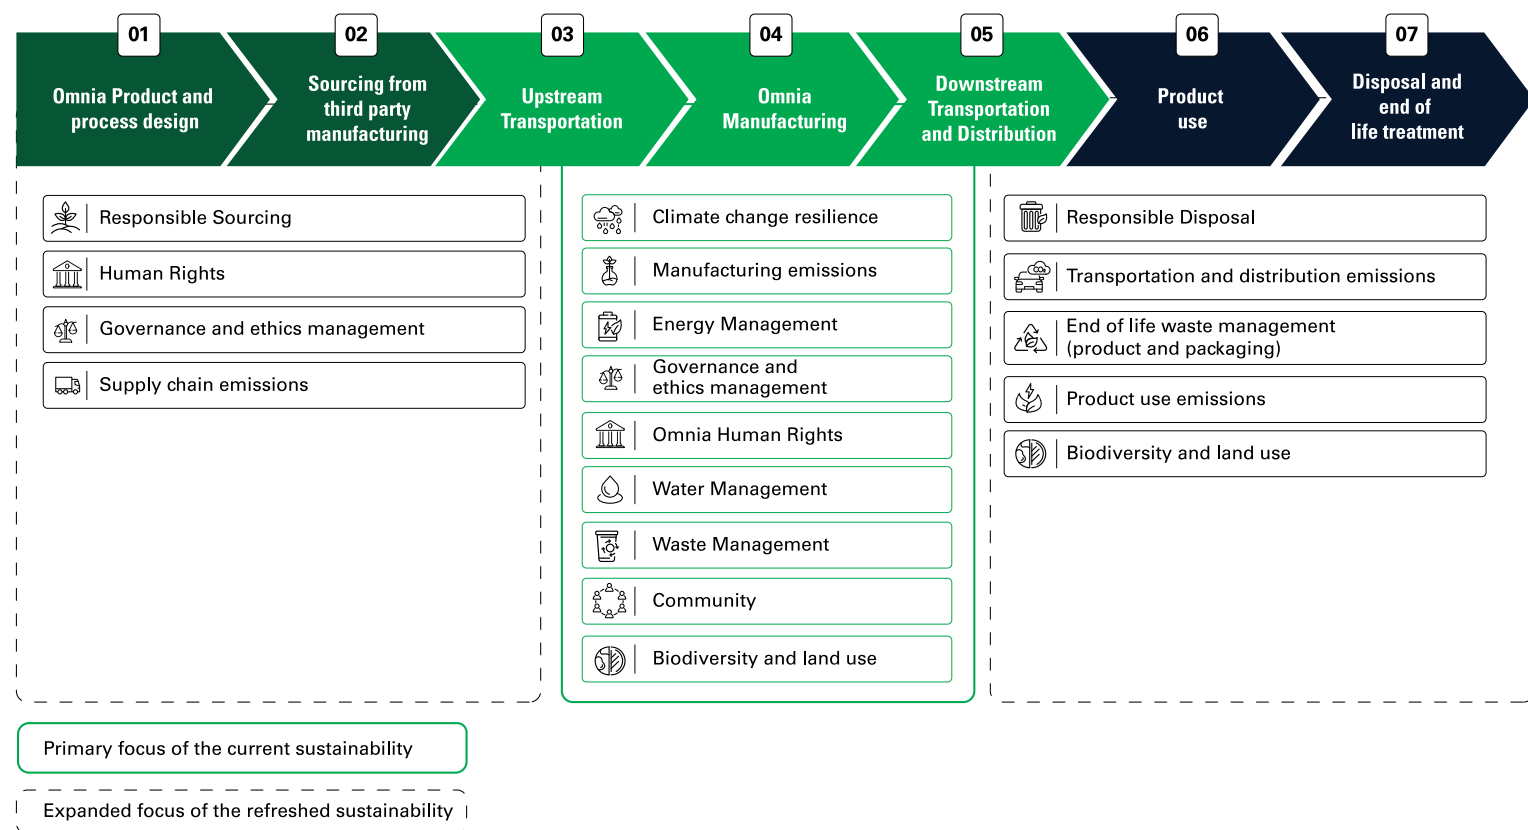 01
Omnia Product and
process design
02
Sourcing from
third party
manufacturing
03
Upstream
Transportation
04
Omnia
Manufacturing
05
Downstream
Transportation
and Distribution
06
Product
use
07
Disposal and
end of
life treatment
Responsible Sourcing
Human Rights
Governance and ethics management
Supply chain emissions
Climate change resilience
Manufacturing emissions
Energy Management
Governance and
ethics management
Omnia Human Rights
Water Management
Waste Management
Community
Biodiversity and land use
Responsible Disposal
Transportation and distribution emissions
End of life waste management
(product and packaging)
Product use emissions
Biodiversity and land use
Primary focus of the current sustainability
Expanded focus of the refreshed sustainability